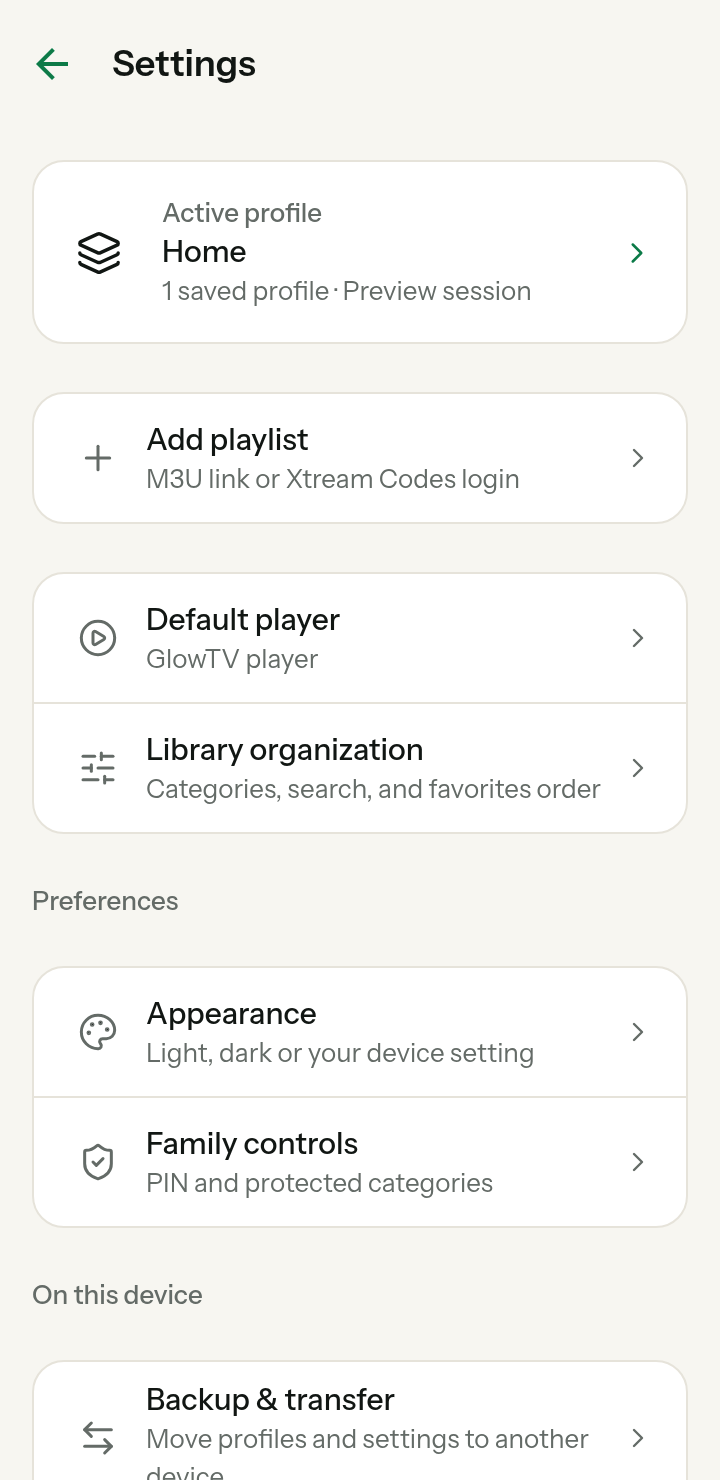 Settings
Active profile
Home
1 saved profile · Preview session
Add playlist
M3U link or Xtream Codes login
Default player
GlowTV player
Library organization
Categories, search, and favorites order
Preferences
Appearance
Light, dark or your device setting
Family controls
PIN and protected categories
On this device
Backup & transfer
Move profiles and settings to another
device